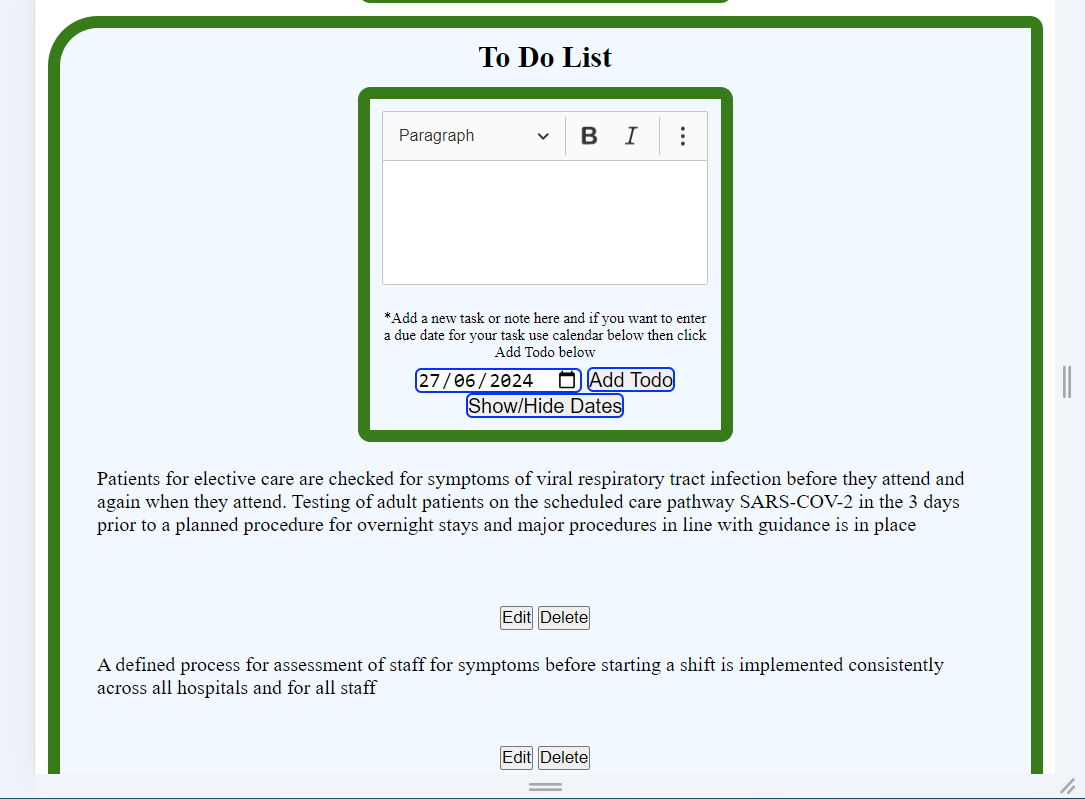 To Do List
Paragraph B I
*Add a new task or note here and if you want to enter
a due date for your task use calendar below then click
Add Todo below
27/06/2024 Add Todo
Show/Hide Dates
Patients for elective care are checked for symptoms of viral respiratory tract infection before they attend and
again when they attend. Testing of adult patients on the scheduled care pathway SARS-COV-2 in the 3 days
prior to a planned procedure for overnight stays and major procedures in line with guidance is in place
Edit Delete
A defined process for assessment of staff for symptoms before starting a shift is implemented consistently
across all hospitals and for all staff
Edit Delete